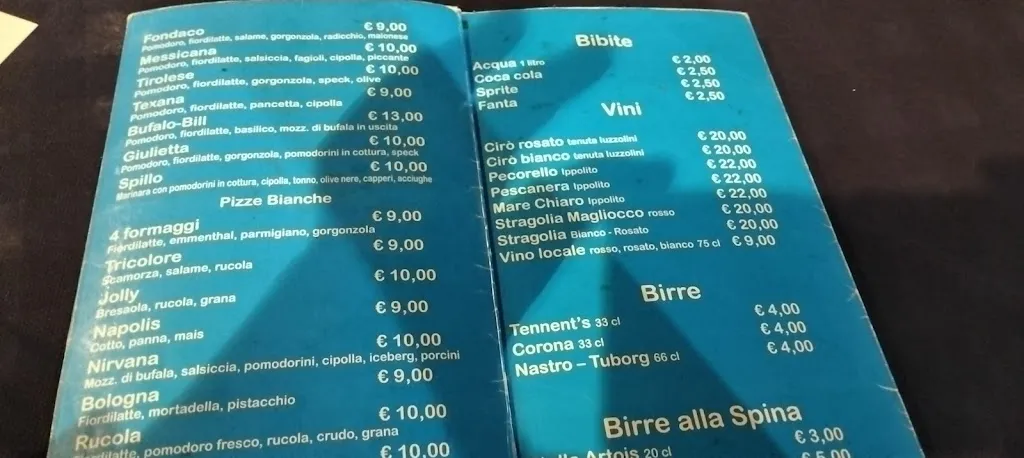 Fondaco € 9,00
Pomodoro, fiordilatte, salame, gorgonzola, radicchio, maionese
Messicana € 10,00
Pomodoro, fiordilatte, salsiccia, fagioli, cipolla, piccante
Tirolese € 10,00
Pomodoro, fiordilatte, gorgonzola, speck, olive
Texana € 9,00
Pomodoro, fiordilatte, pancetta, cipolla
Bufalo-Bill € 13,00
Pomodoro, fiordilatte, basilico, mozz. di bufala in uscita
Giulietta € 10,00
Pomodoro, fiordilatte, gorgonzola, pomodorini in cottura, speck
Spillo € 10,00
Marinara con pomodorini in cottura, cipolla, tonno, olive nere, capperi, acciughe
Pizze Bianche
4 formaggi € 9,00
Fiordilatte, emmenthal, parmigiano, gorgonzola
Tricolore € 9,00
Scamorza, salame, rucola
Jolly € 10,00
Bresaola, rucola, grana
Napolis € 9,00
Cotto, panna, mais
Nirvana € 10,00
Mozz. di bufala, salsiccia, pomodorini, cipolla, iceberg, porcini
Bologna € 9,00
Fiordilatte, mortadella, pistacchio
Rucola € 10,00
Fiordilatte, pomodoro fresco, rucola, crudo, grana
€ 10,00
Bibite
Acqua 1 litro € 2,00
Coca cola € 2,50
Sprite € 2,50
Fanta € 2,50
Vini
Cirò rosato tenuta Iuzzolini € 20,00
Cirò bianco tenuta Iuzzolini € 20,00
Pecorello Ippolito € 22,00
Pescanera Ippolito € 22,00
Mare Chiaro Ippolito € 22,00
Stragolia Magliocco rosso € 20,00
Stragolia Bianco - Rosato € 20,00
Vino locale rosso, rosato, bianco 75 cl € 9,00
Birre
Tennent's 33 cl € 4,00
Corona 33 cl € 4,00
Nastro – Tuborg 66 cl € 4,00
Birre alla Spina
Artois 20 cl € 3,00
€ 5,00